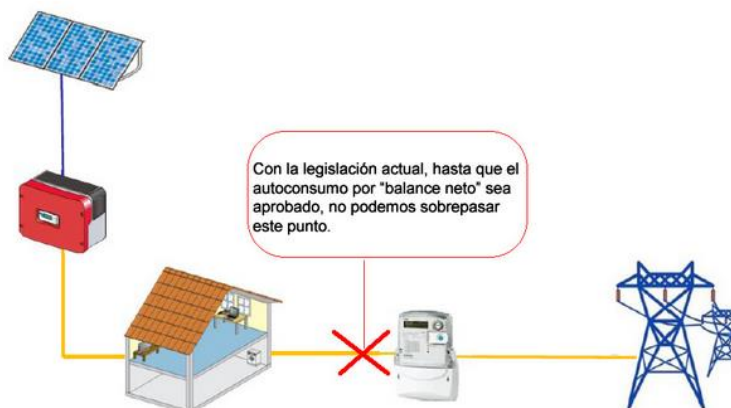 Con la legislación actual, hasta que el
autoconsumo por "balance neto" sea
aprobado, no podemos sobrepasar
este punto.